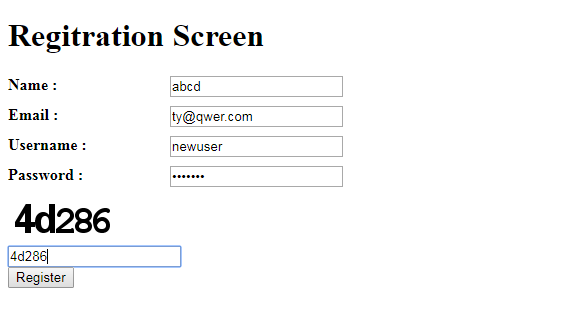 Regitration Screen
Name : abcd
Email : ty@qwer.com
Username : newuser
Password : •••••••
4d286
4d286
Register